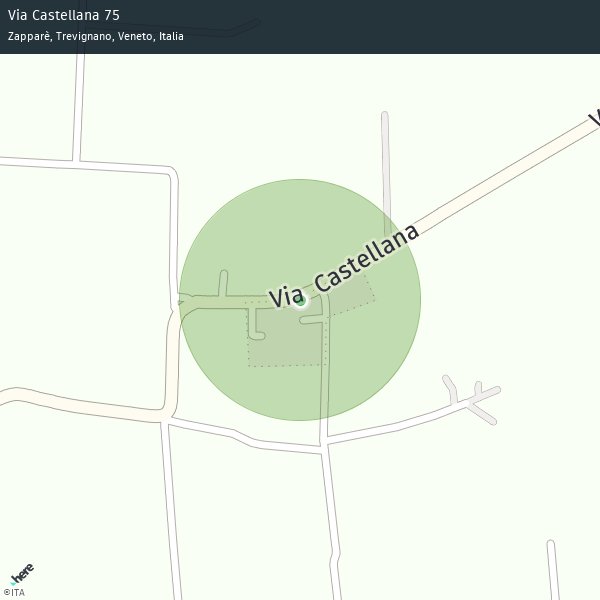 Via Castellana 75
Zapparè, Trevignano, Veneto, Italia
V
Via Castellana
here
©ITA